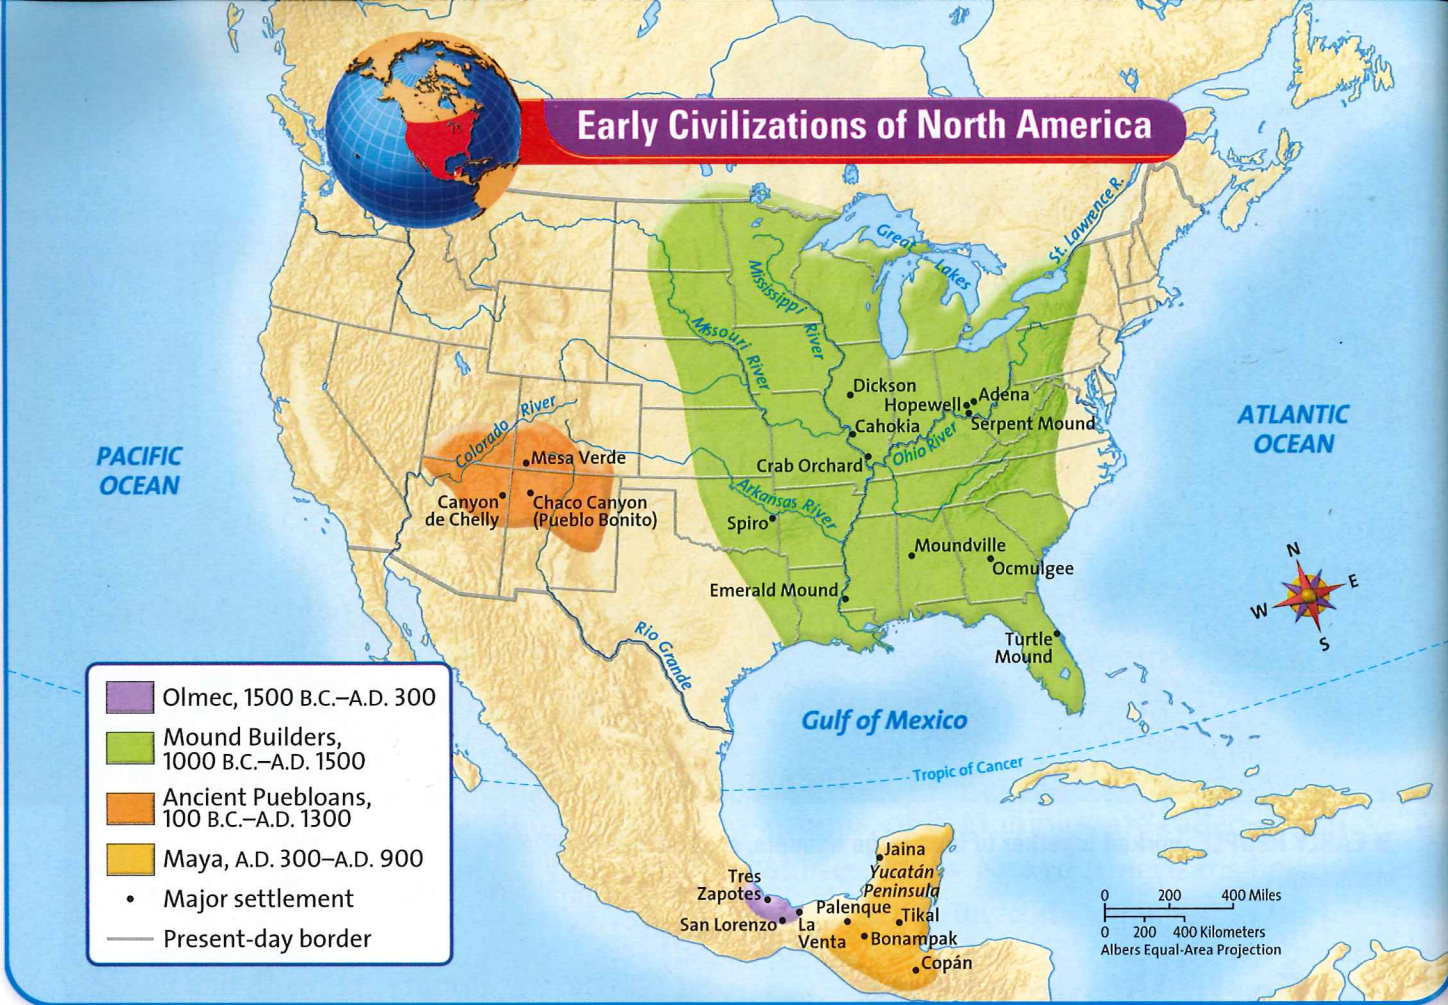 Early Civilizations of North America
St. Lawrence R.
Great
Lakes
Mississippi River
Missouri River
Dickson
Hopewell
Adena
Serpent Mound
Cahokia
Ohio River
Crab Orchard
Colorado River
Mesa Verde
Canyon
de Chelly
Chaco Canyon
(Pueblo Bonito)
Arkansas River
Spiro
Moundville
Ocmulgee
Emerald Mound
Turtle
Mound
Rio Grande
PACIFIC
OCEAN
ATLANTIC
OCEAN
N
E
W
S
Gulf of Mexico
Tropic of Cancer
Olmec, 1500 B.C.–A.D. 300
Mound Builders,
1000 B.C.–A.D. 1500
Ancient Puebloans,
100 B.C.–A.D. 1300
Maya, A.D. 300–A.D. 900
Major settlement
Present-day border
Jaina
Yucatán
Peninsula
Tres
Zapotes
San Lorenzo
La
Venta
Palenque
Tikal
Bonampak
Copán
0 200 400 Miles
0 200 400 Kilometers
Albers Equal-Area Projection